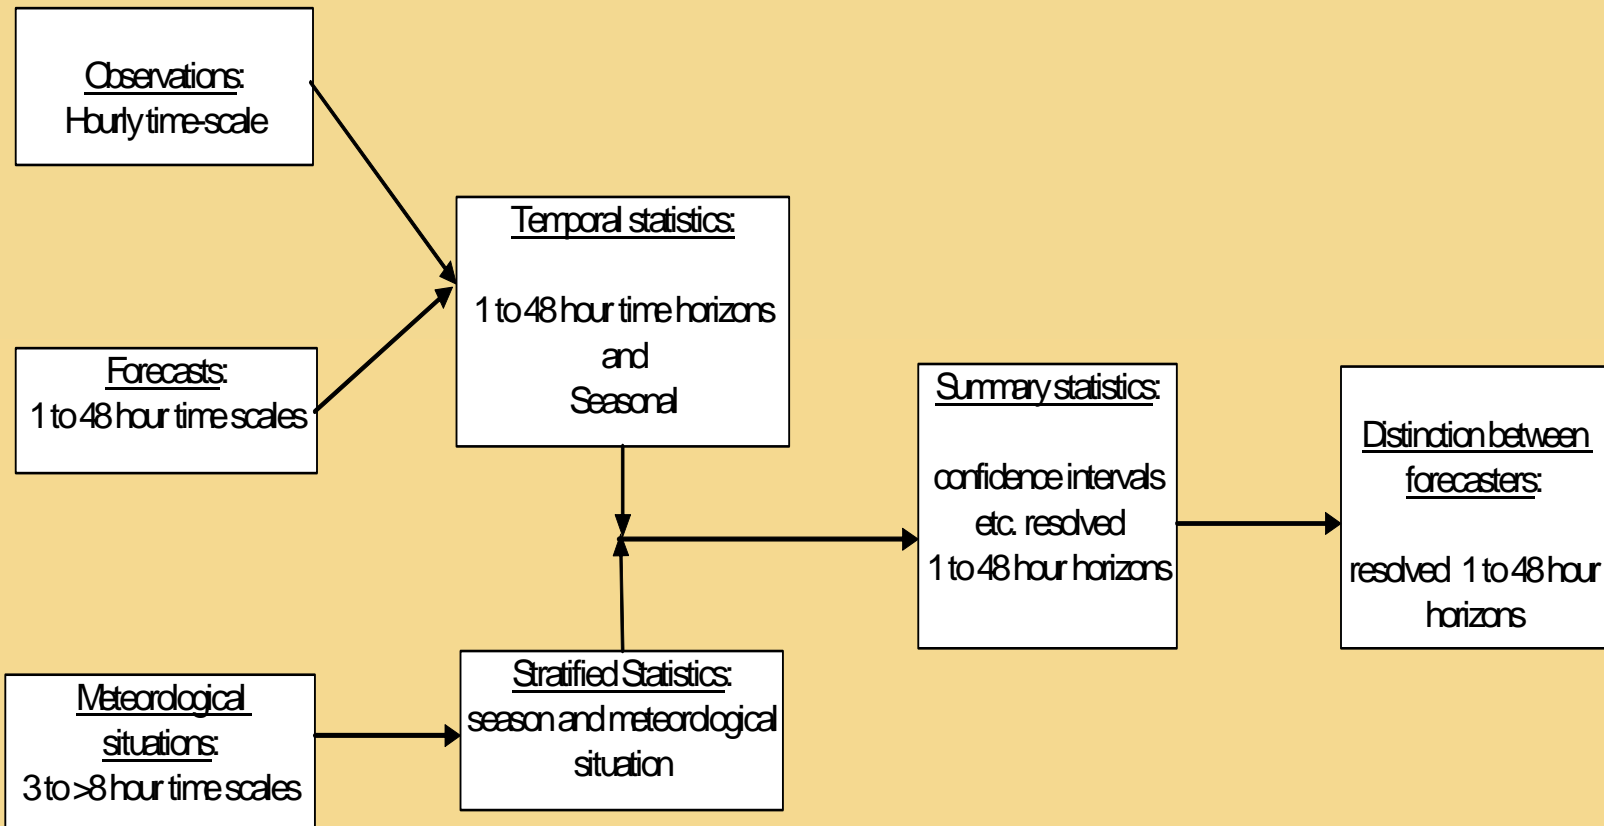 Observations:
Hourly time-scale
Forecasts:
1 to 48 hour time scales
Meteorological
situations:
3 to >8 hour time scales
Temporal statistics:
1 to 48 hour time horizons
and
Seasonal
Stratified Statistics:
season and meteorological
situation
Summary statistics:
confidence intervals
etc. resolved
1 to 48 hour horizons
Distinction between
forecasters:
resolved 1 to 48 hour
horizons